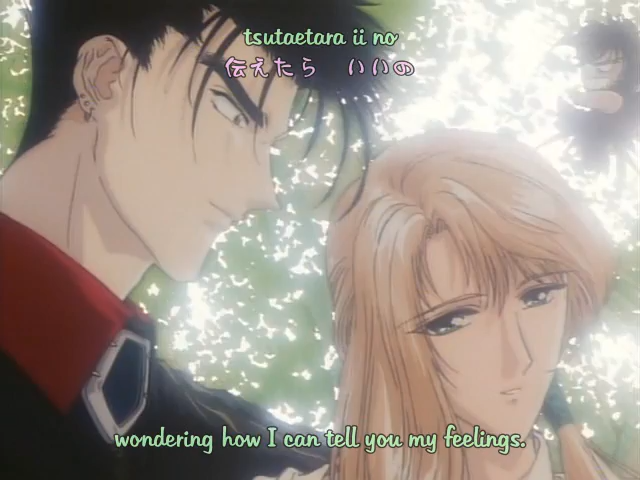 tsutaetara ii no
伝えたら　いいの
wondering how I can tell you my feelings.